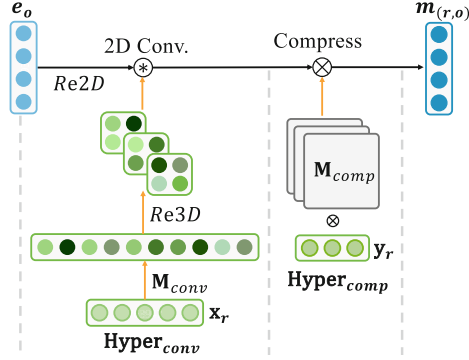 e_o
m_(r,o)
2D Conv.
Compress
Re2D
M_comp
Re3D
y_r
M_conv
Hyper_comp
x_r
Hyper_conv